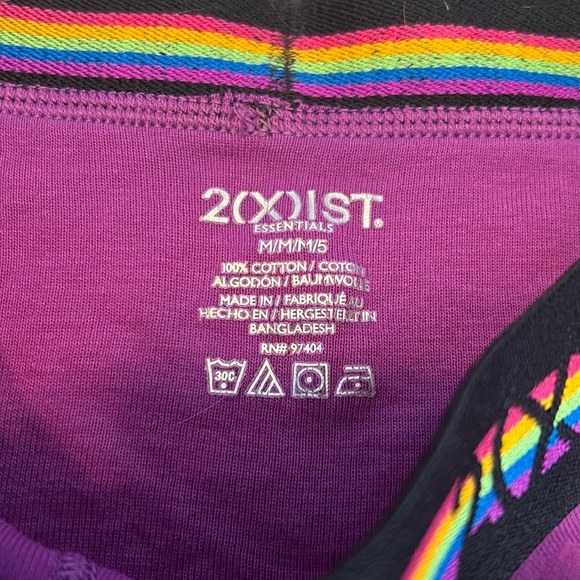 2(X)IST®
ESSENTIALS
M/M/M/5
100% COTTON / COTON
ALGODÓN / BAUMWOLLE
MADE IN / FABRIQUÉ AU
HECHO EN / HERGESTELLT IN
BANGLADESH
RN# 97404
30C